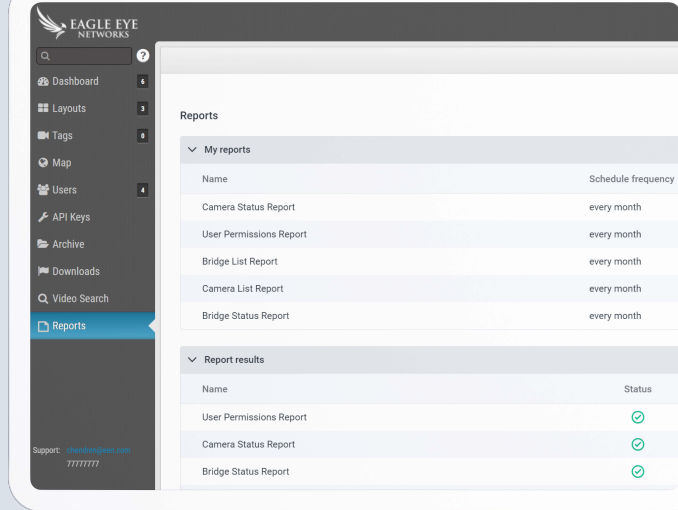 EAGLE EYE
NETWORKS
?
Dashboard 6
Layouts 3
Tags 0
Map
Users 4
API Keys
Archive
Downloads
Video Search
Reports
Support:
77777777
Reports
My reports
Name Schedule frequency
Camera Status Report every month
User Permissions Report every month
Bridge List Report every month
Camera List Report every month
Bridge Status Report every month
Report results
Name Status
User Permissions Report
Camera Status Report
Bridge Status Report